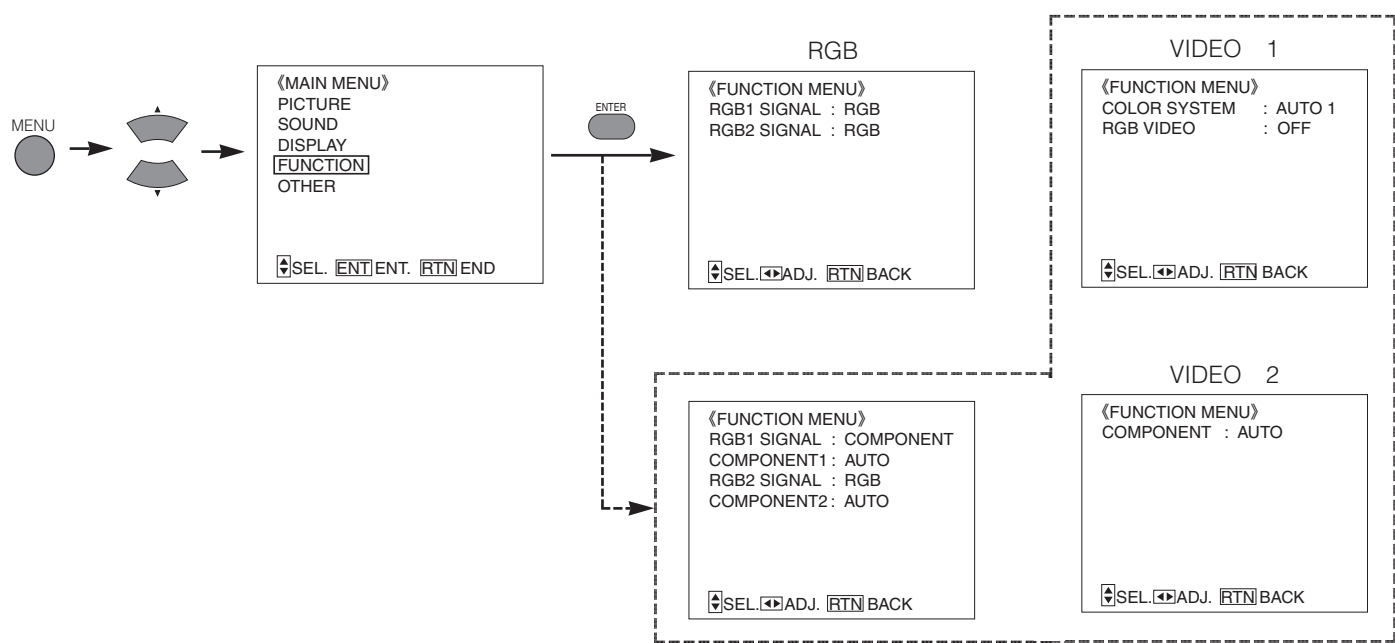 MENU
《MAIN MENU》
PICTURE
SOUND
DISPLAY
FUNCTION
OTHER
SEL. ENT ENT. RTN END
ENTER
RGB
《FUNCTION MENU》
RGB1 SIGNAL : RGB
RGB2 SIGNAL : RGB
SEL. ADJ. RTN BACK
VIDEO 1
《FUNCTION MENU》
COLOR SYSTEM : AUTO 1
RGB VIDEO : OFF
SEL. ADJ. RTN BACK
《FUNCTION MENU》
RGB1 SIGNAL : COMPONENT
COMPONENT1 : AUTO
RGB2 SIGNAL : RGB
COMPONENT2 : AUTO
SEL. ADJ. RTN BACK
VIDEO 2
《FUNCTION MENU》
COMPONENT : AUTO
SEL. ADJ. RTN BACK